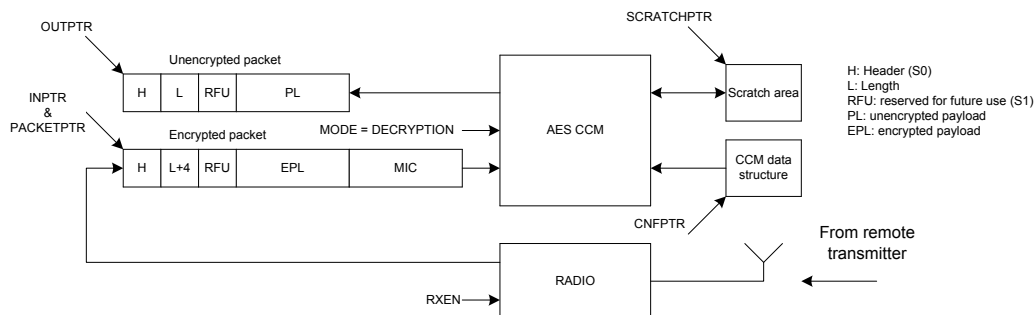 SCRATCHPTR
OUTPTR
Unencrypted packet
H L RFU PL
INPTR
&
PACKETPTR
MODE = DECRYPTION
AES CCM
Scratch area
H: Header (S0)
L: Length
RFU: reserved for future use (S1)
PL: unencrypted payload
EPL: encrypted payload
Encrypted packet
H L+4 RFU EPL MIC
CCM data
structure
CNFPTR
From remote
transmitter
RADIO
RXEN